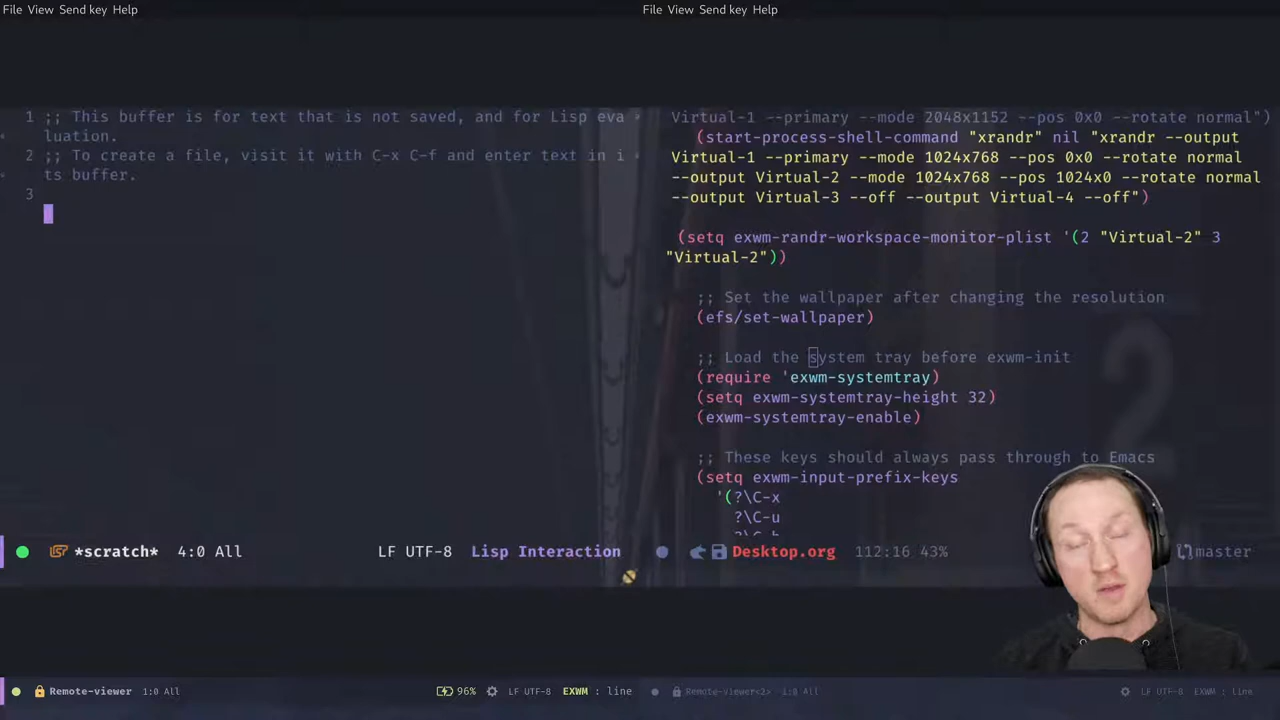 File View Send key Help
File View Send key Help
1 ;; This buffer is for text that is not saved, and for Lisp eva
luation.
2 ;; To create a file, visit it with C-x C-f and enter text in i
ts buffer.
3
*scratch* 4:0 All LF UTF-8 Lisp Interaction
Virtual-1 --primary --mode 2048x1152 --pos 0x0 --rotate normal")
(start-process-shell-command "xrandr" nil "xrandr --output
Virtual-1 --primary --mode 1024x768 --pos 0x0 --rotate normal
--output Virtual-2 --mode 1024x768 --pos 1024x0 --rotate normal
--output Virtual-3 --off --output Virtual-4 --off")
(setq exwm-randr-workspace-monitor-plist '(2 "Virtual-2" 3
"Virtual-2"))
;; Set the wallpaper after changing the resolution
(efs/set-wallpaper)
;; Load the system tray before exwm-init
(require 'exwm-systemtray)
(setq exwm-systemtray-height 32)
(exwm-systemtray-enable)
;; These keys should always pass through to Emacs
(setq exwm-input-prefix-keys
'(?\C-x
?\C-u
?\C-h
Desktop.org 112:16 43% master
Remote-viewer 1:0 All 96% LF UTF-8 EXWM : line
Remote-viewer<2> 1:0 All LF UTF-8 EXWM : line
2